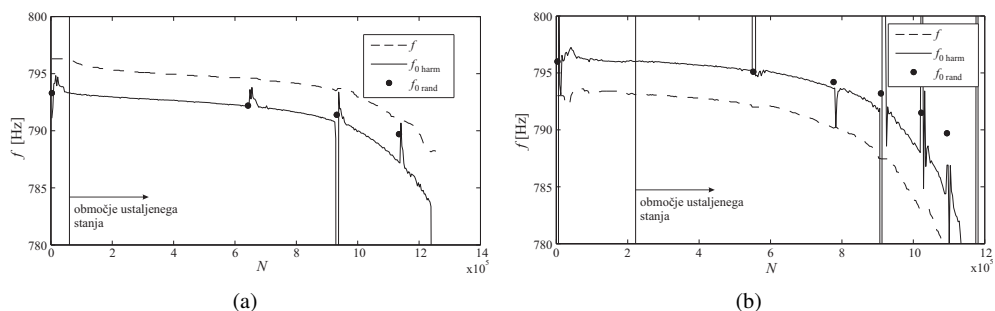 (a)
800
795
790
785
780
f [Hz]
f
f0 harm
f0 rand
območje ustaljenega
stanja
0 2 4 6 8 10 12 14
x10^5
N
(a)
(b)
800
795
790
785
780
f [Hz]
f
f0 harm
f0 rand
območje ustaljenega
stanja
0 2 4 6 8 10 12
x10^5
N
(b)